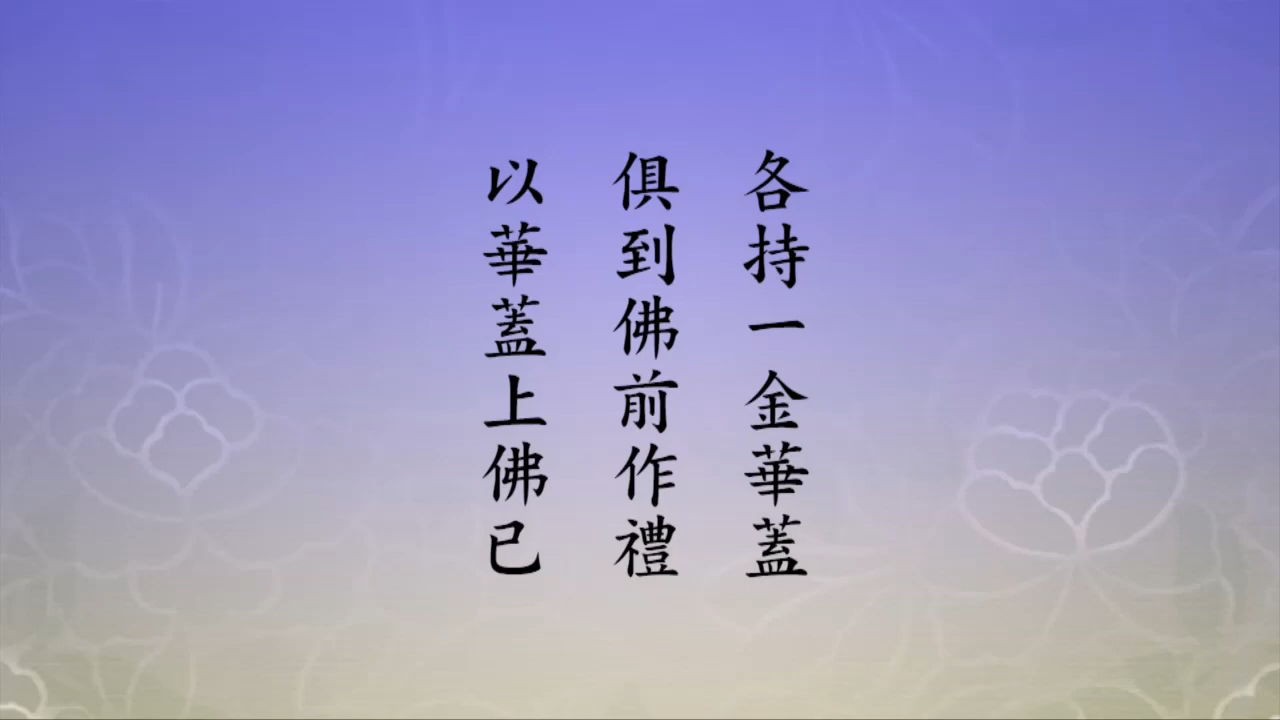 各持一金華蓋
俱到佛前作禮
以華蓋上佛已